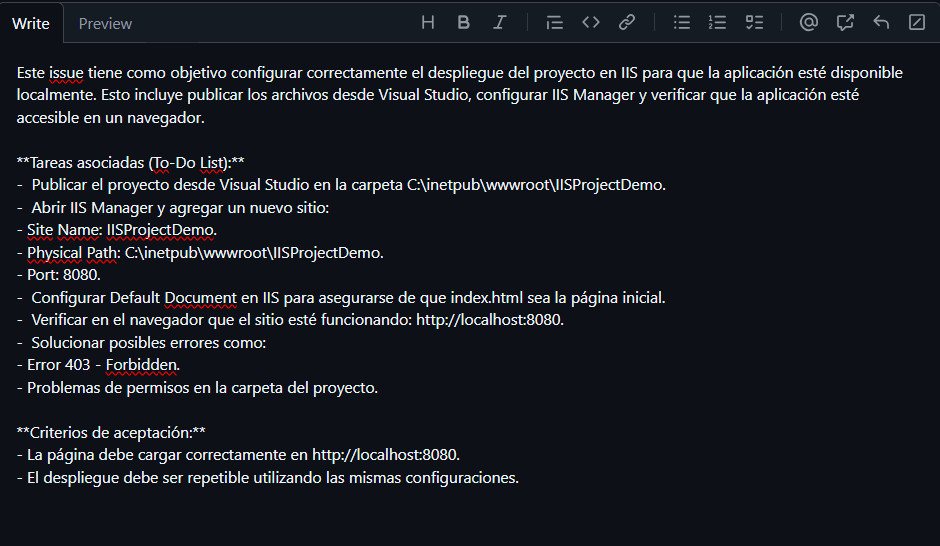 Write
Preview
Este issue tiene como objetivo configurar correctamente el despliegue del proyecto en IIS para que la aplicación esté disponible
localmente. Esto incluye publicar los archivos desde Visual Studio, configurar IIS Manager y verificar que la aplicación esté
accesible en un navegador.
**Tareas asociadas (To-Do List):**
-  Publicar el proyecto desde Visual Studio en la carpeta C:\inetpub\wwwroot\IISProjectDemo.
-  Abrir IIS Manager y agregar un nuevo sitio:
- Site Name: IISProjectDemo.
- Physical Path: C:\inetpub\wwwroot\IISProjectDemo.
- Port: 8080.
-  Configurar Default Document en IIS para asegurarse de que index.html sea la página inicial.
-  Verificar en el navegador que el sitio esté funcionando: http://localhost:8080.
-  Solucionar posibles errores como:
- Error 403 - Forbidden.
- Problemas de permisos en la carpeta del proyecto.
**Criterios de aceptación:**
- La página debe cargar correctamente en http://localhost:8080.
- El despliegue debe ser repetible utilizando las mismas configuraciones.